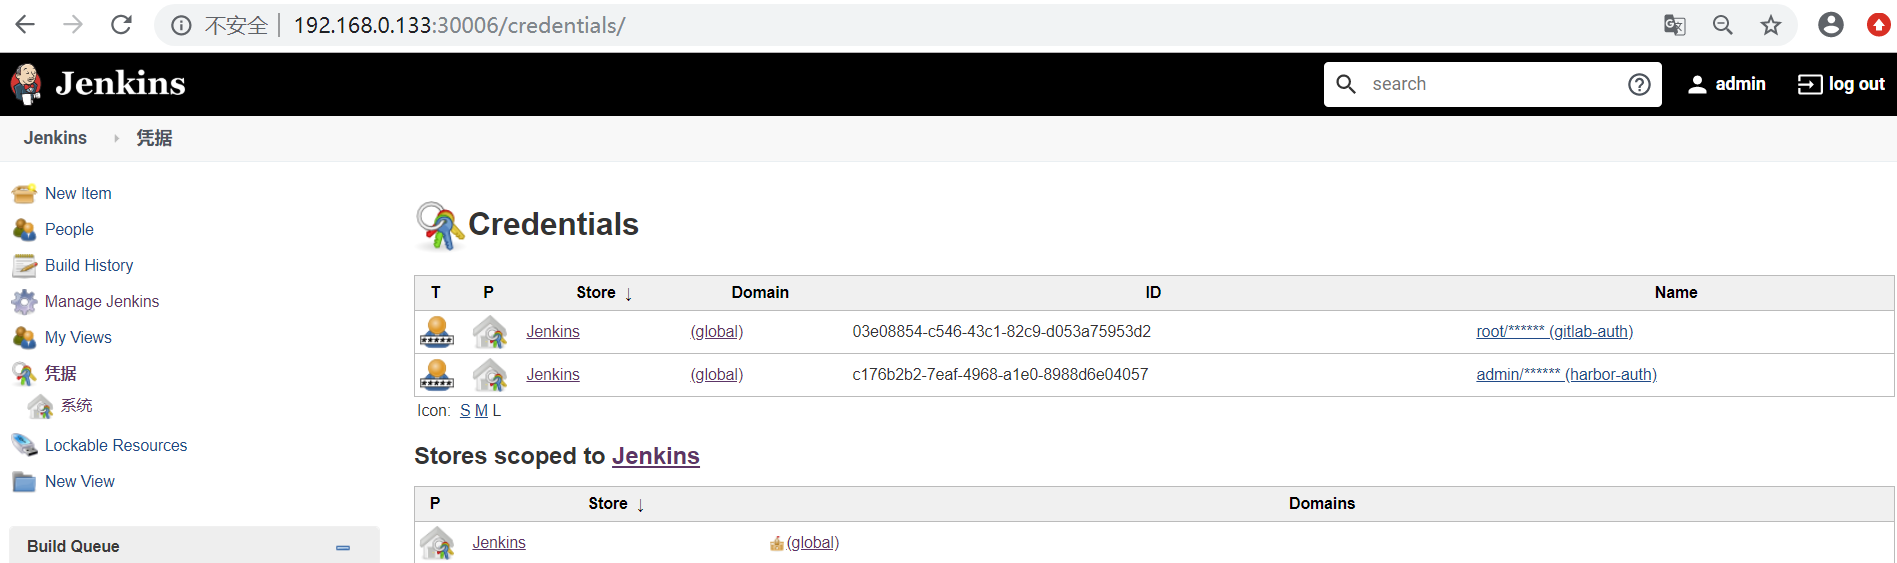 不安全 192.168.0.133:30006/credentials/
Jenkins search admin log out
Jenkins 凭据
New Item
People
Build History
Manage Jenkins
My Views
凭据
系统
Lockable Resources
New View
Build Queue
Credentials
T P Store ↓ Domain ID Name
Jenkins (global) 03e08854-c546-43c1-82c9-d053a75953d2 root/****** (gitlab-auth)
Jenkins (global) c176b2b2-7eaf-4968-a1e0-8988d6e04057 admin/****** (harbor-auth)
Icon: S M L
Stores scoped to Jenkins
P Store ↓ Domains
Jenkins (global)